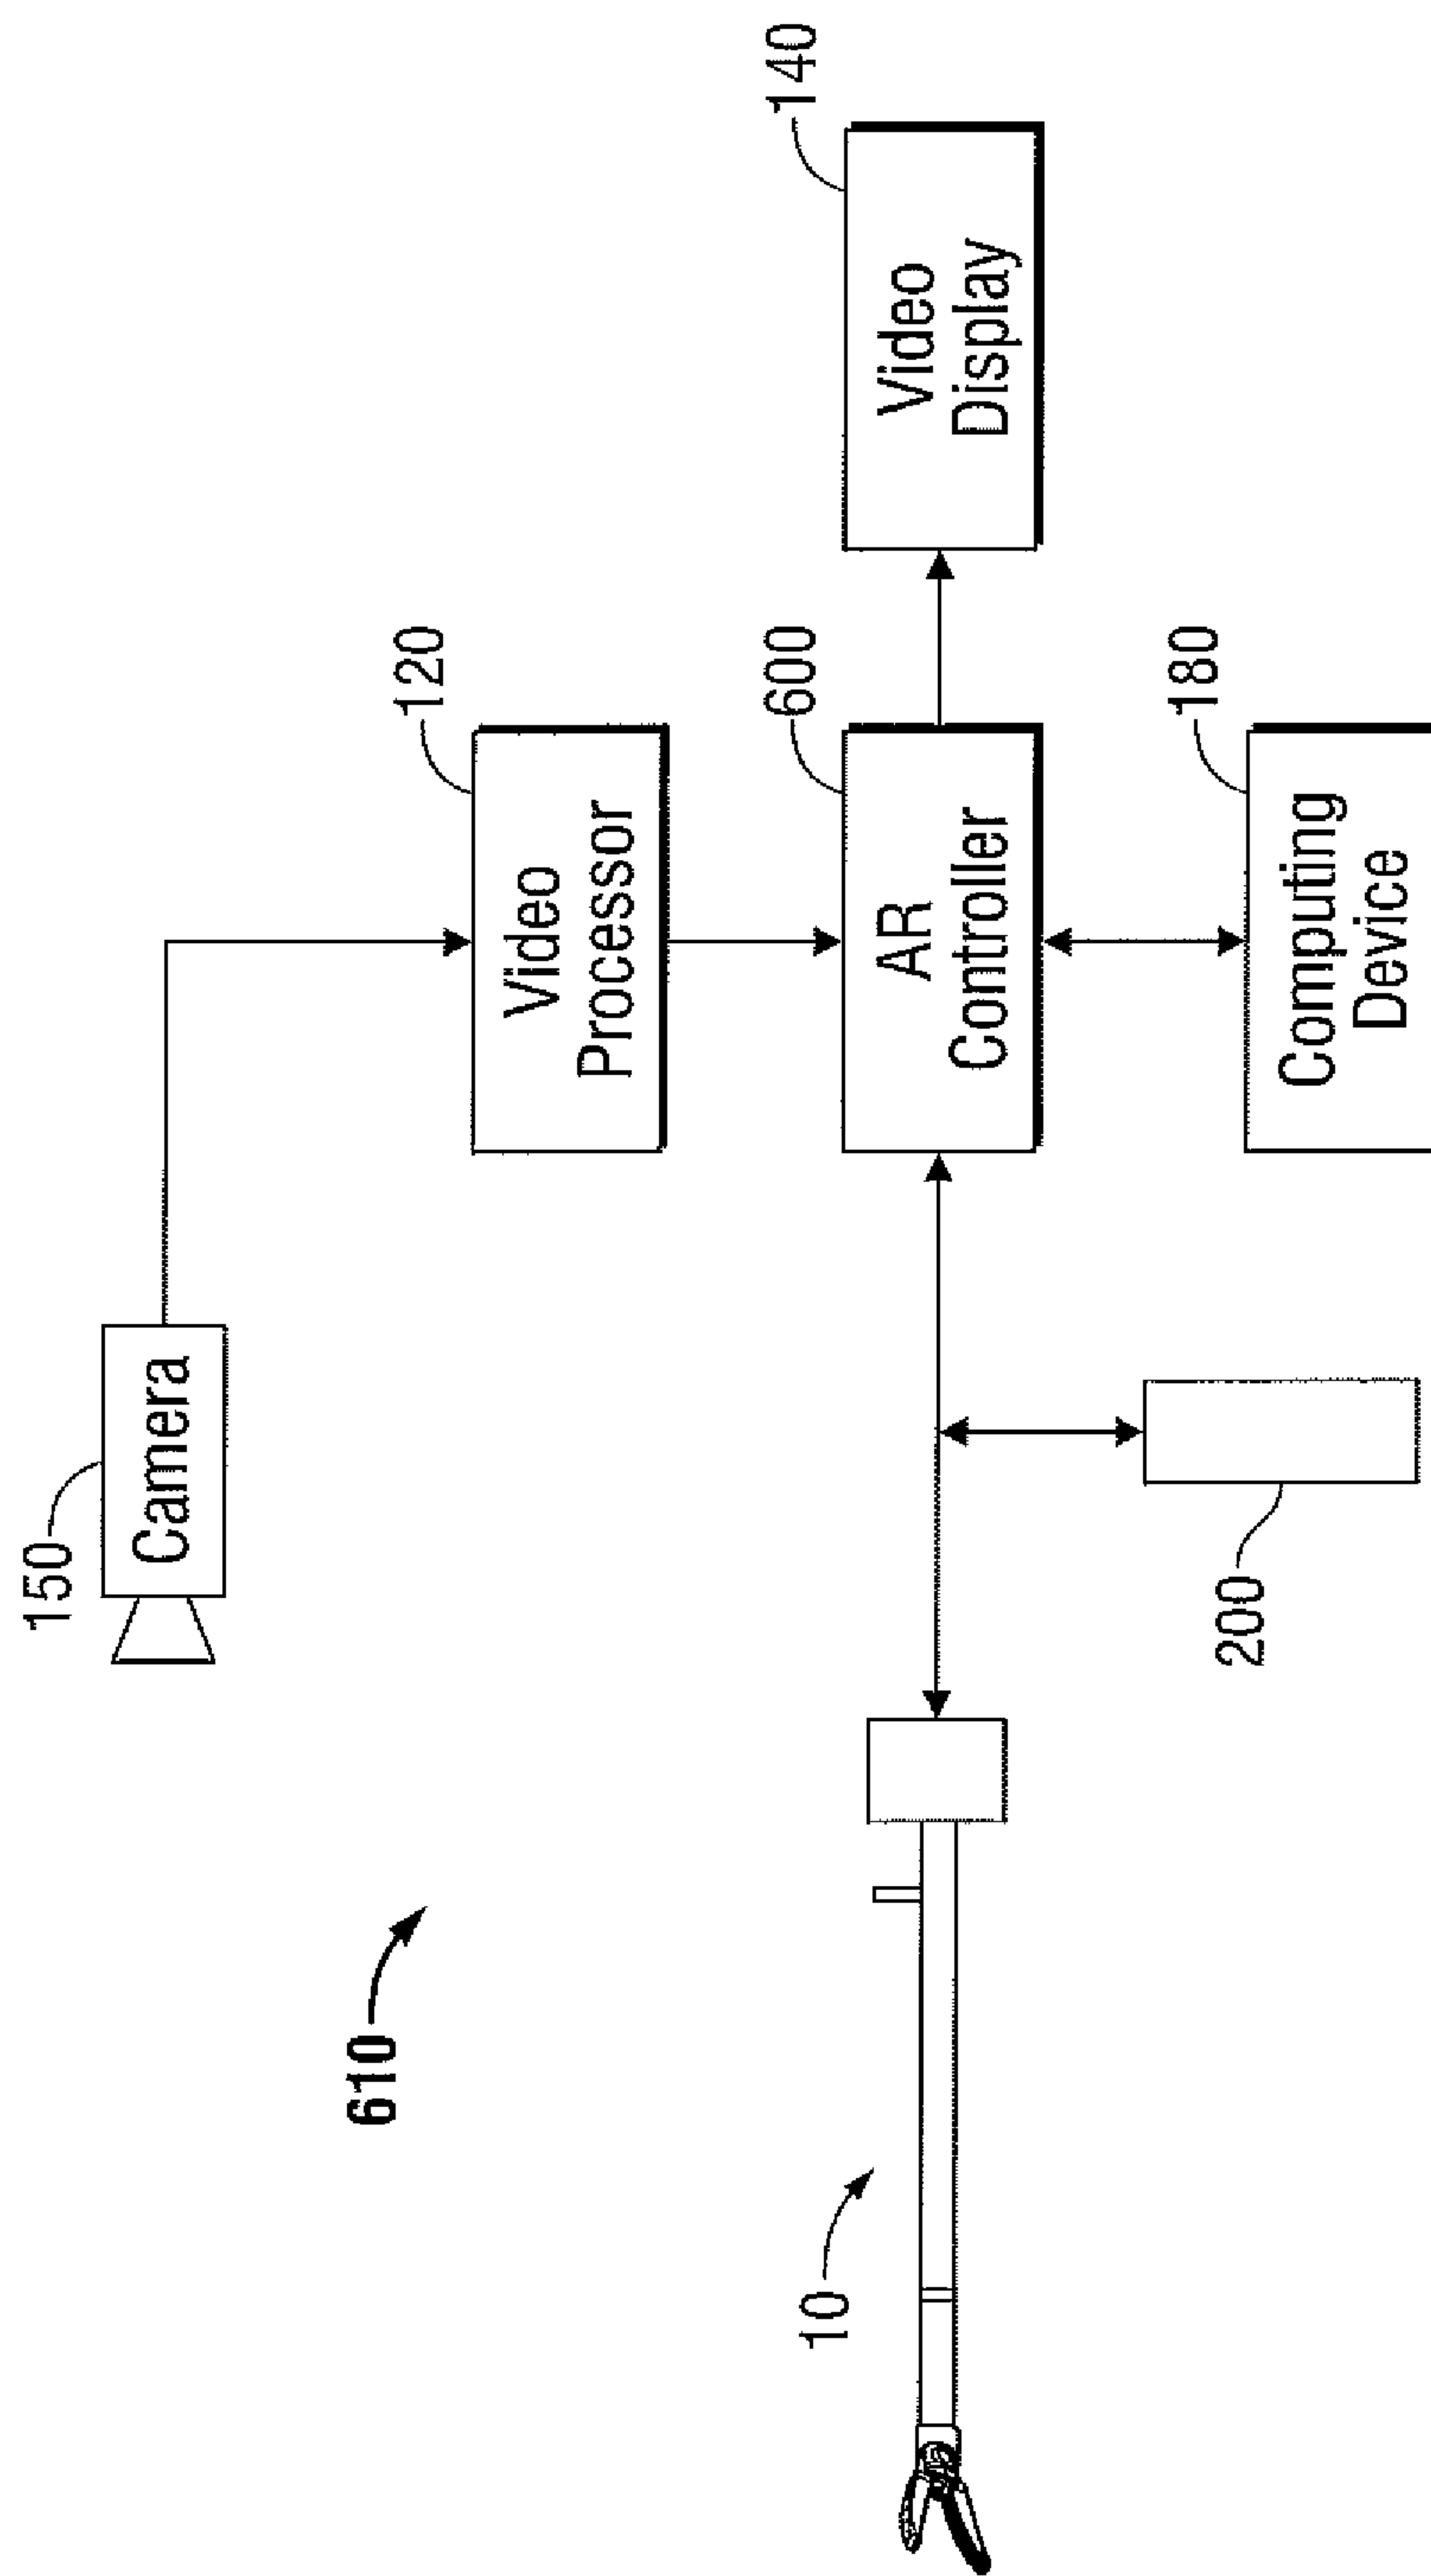 150
Camera
610
120
Video
Processor
10
600
AR
Controller
140
Video
Display
200
180
Computing
Device